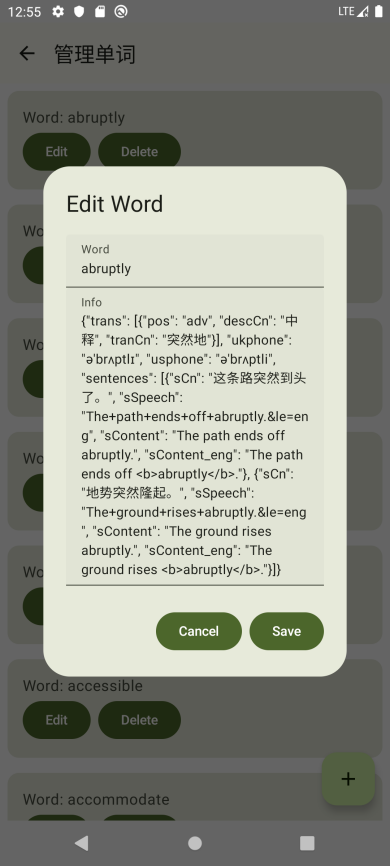 12:55
LTE
管理单词
Word: abruptly
Edit Delete
Wo
Edit Word
Word
abruptly
Info
{"trans": [{"pos": "adv", "descCn": "中
释", "tranCn": "突然地"}], "ukphone":
"ə'brʌptlɪ", "usphone": "ə'brʌptli",
"sentences": [{"sCn": "这条路突然到头
了。", "sSpeech":
"The+path+ends+off+abruptly.&le=en
g", "sContent": "The path ends off
abruptly.", "sContent_eng": "The path
ends off <b>abruptly</b>."}, {"sCn":
"地势突然隆起。", "sSpeech":
"The+ground+rises+abruptly.&le=eng
", "sContent": "The ground rises
abruptly.", "sContent_eng": "The
ground rises <b>abruptly</b>."}]}
Wo
Wo
Wo
Wo
Cancel Save
Word: accessible
Edit Delete
+
Word: accommodate